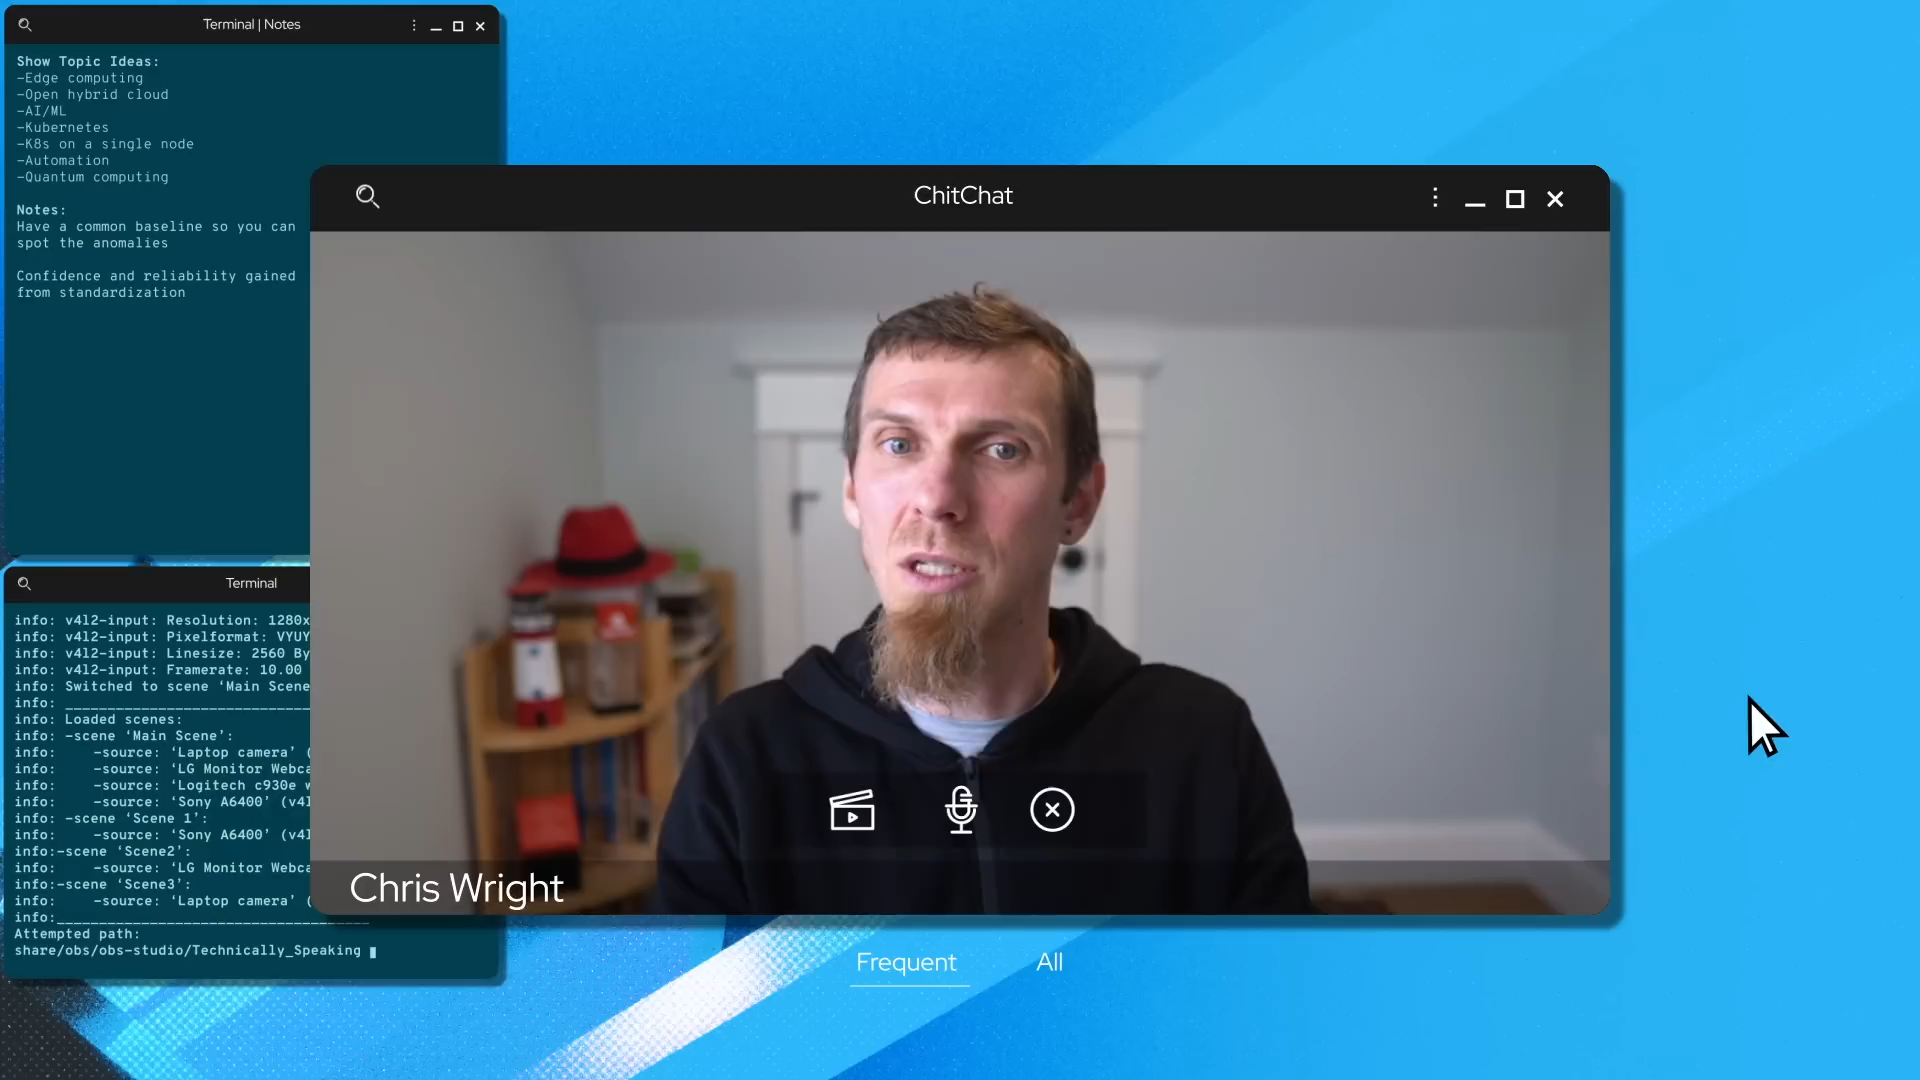 Terminal | Notes
Show Topic Ideas:
-Edge computing
-Open hybrid cloud
-AI/ML
-Kubernetes
-K8s on a single node
-Automation
-Quantum computing
Notes:
Have a common baseline so you can
spot the anomalies
Confidence and reliability gained
from standardization
ChitChat
Chris Wright
Terminal
info: v4l2-input: Resolution: 1280x
info: v4l2-input: Pixelformat: VYUY
info: v4l2-input: Linesize: 2560 By
info: v4l2-input: Framerate: 10.00
info: Switched to scene ‘Main Scene
info: ______________________________
info: Loaded scenes:
info: -scene ‘Main Scene’:
info: -source: ‘Laptop camera’ (
info: -source: ‘LG Monitor Webca
info: -source: ‘Logitech c930e w
info: -source: ‘Sony A6400’ (v4l
info: -scene ‘Scene 1’:
info: -source: ‘Sony A6400’ (v4l
info:-scene ‘Scene2’:
info: -source: ‘LG Monitor Webca
info:-scene ‘Scene3’:
info: -source: ‘Laptop camera’ (
info:_____________________________________
Attempted path:
share/obs/obs-studio/Technically_Speaking
Frequent
All